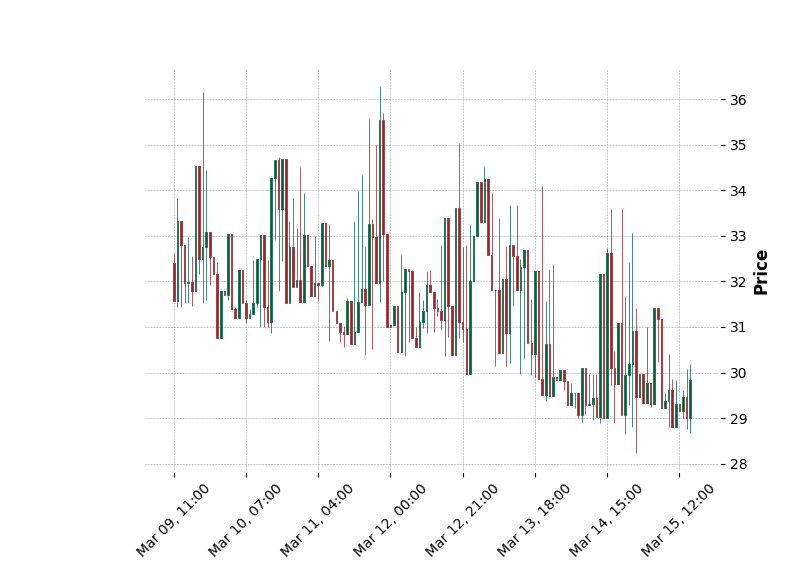 36
35
34
33
32
31
30
29
28
Price
Mar 09, 11:00
Mar 10, 07:00
Mar 11, 04:00
Mar 12, 00:00
Mar 12, 21:00
Mar 13, 18:00
Mar 14, 15:00
Mar 15, 12:00